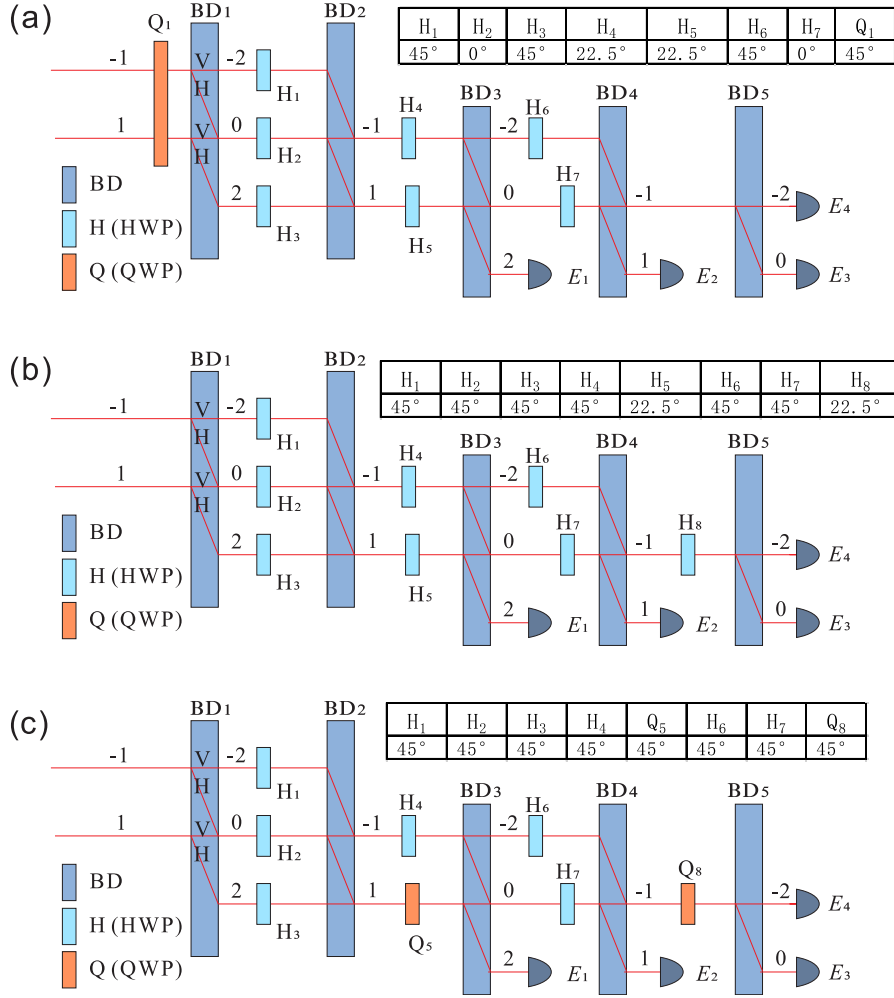 (a)
Q₁ BD₁ BD₂
H₁ H₂ H₃ H₄ H₅ H₆ H₇ Q₁
45° 0° 45° 22.5° 22.5° 45° 0° 45°
-1 V -2
H H₁ H₄ BD₃ H₆ BD₄ BD₅
1 V 0 -1 -2
H H₂ H₇
BD 2 1 0 -1 -2 E₄
H (HWP) H₃ H₅
Q (QWP) 2 E₁ 1 E₂ 0 E₃
(b)
BD₁ BD₂
H₁ H₂ H₃ H₄ H₅ H₆ H₇ H₈
45° 45° 45° 45° 22.5° 45° 45° 22.5°
-1 V -2
H H₁ H₄ BD₃ H₆ BD₄ BD₅
1 V 0 -1 -2
H H₂ H₇ H₈
BD 2 1 0 -1 -2 E₄
H (HWP) H₃ H₅
Q (QWP) 2 E₁ 1 E₂ 0 E₃
(c)
BD₁ BD₂
H₁ H₂ H₃ H₄ Q₅ H₆ H₇ Q₈
45° 45° 45° 45° 45° 45° 45° 45°
-1 V -2
H H₁ H₄ BD₃ H₆ BD₄ BD₅
1 V 0 -1 -2
H H₂ H₇ Q₈
BD 2 1 0 -1 -2 E₄
H (HWP) H₃ Q₅
Q (QWP) 2 E₁ 1 E₂ 0 E₃